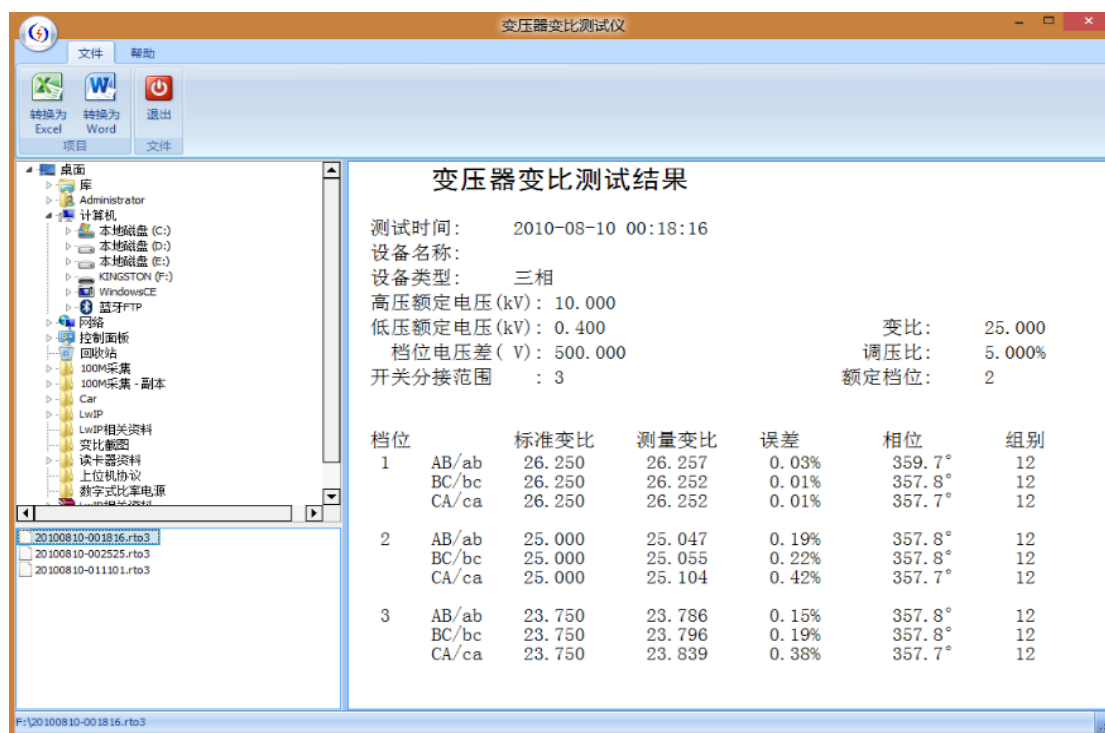 变压器变比测试仪
文件 帮助
转换为 Excel 转换为 Word 退出
项目 文件
桌面
库
Administrator
计算机
本地磁盘 (C:)
本地磁盘 (D:)
本地磁盘 (E:)
KINGSTON (F:)
WindowsCE
蓝牙FTP
网络
控制面板
回收站
100M采集
100M采集 - 副本
Car
LwIP
LwIP相关资料
变比截图
读卡器资料
上位机协议
数字式比率电源
20100810-001816.rto3
20100810-002525.rto3
20100810-011101.rto3
变压器变比测试结果
测试时间: 2010-08-10 00:18:16
设备名称:
设备类型: 三相
高压额定电压(kV): 10.000
低压额定电压(kV): 0.400 变比: 25.000
档位电压差( V): 500.000 调压比: 5.000%
开关分接范围 : 3 额定档位: 2
档位 标准变比 测量变比 误差 相位 组别
1 AB/ab 26.250 26.257 0.03% 359.7° 12
BC/bc 26.250 26.252 0.01% 357.8° 12
CA/ca 26.250 26.252 0.01% 357.7° 12
2 AB/ab 25.000 25.047 0.19% 357.8° 12
BC/bc 25.000 25.055 0.22% 357.8° 12
CA/ca 25.000 25.104 0.42% 357.7° 12
3 AB/ab 23.750 23.786 0.15% 357.8° 12
BC/bc 23.750 23.796 0.19% 357.8° 12
CA/ca 23.750 23.839 0.38% 357.7° 12
F:\20100810-001816.rto3